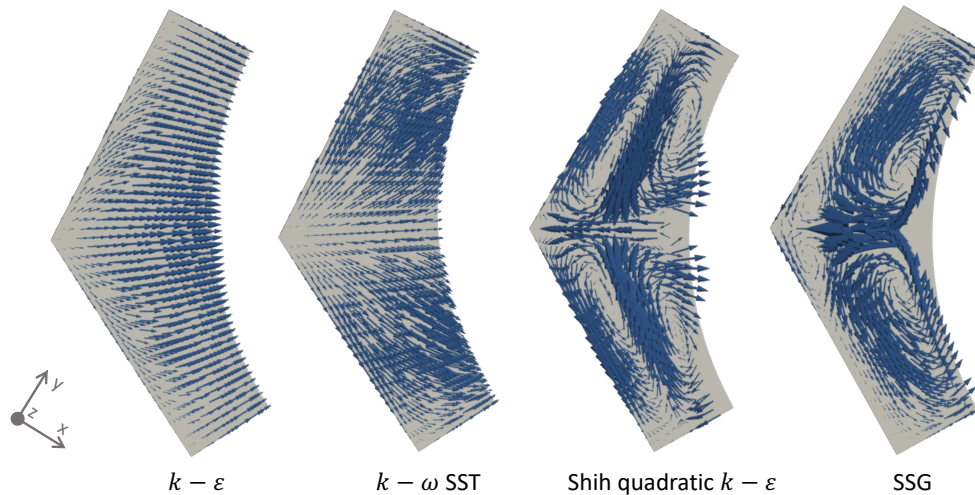 y
z
x
k − ε
k − ω SST
Shih quadratic k − ε
SSG